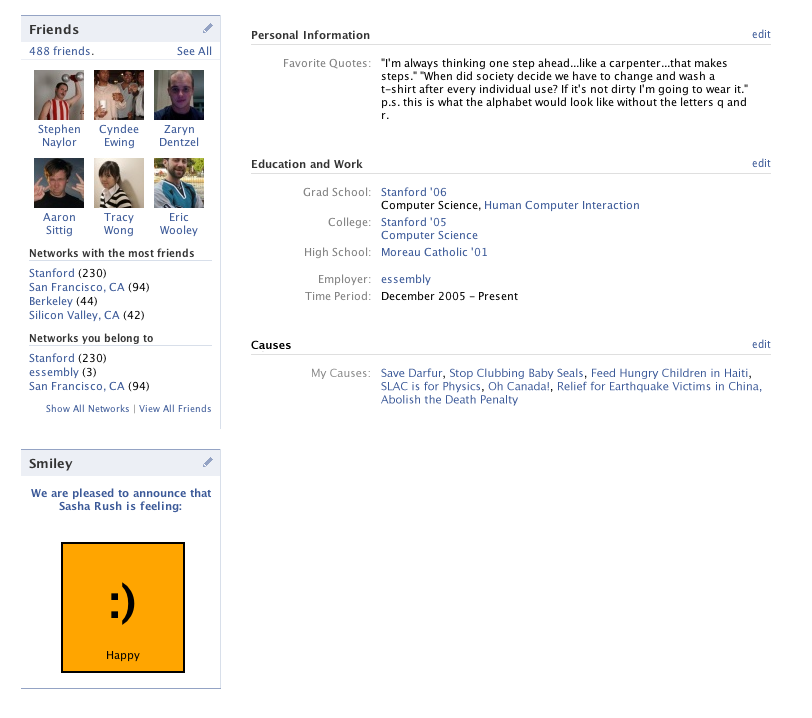 Friends
488 friends. See All
Stephen Naylor
Cyndee Ewing
Zaryn Dentzel
Aaron Sittig
Tracy Wong
Eric Wooley
Networks with the most friends
Stanford (230)
San Francisco, CA (94)
Berkeley (44)
Silicon Valley, CA (42)
Networks you belong to
Stanford (230)
essembly (3)
San Francisco, CA (94)
Show All Networks | View All Friends
Smiley
We are pleased to announce that
Sasha Rush is feeling:
:)
Happy
Personal Information edit
Favorite Quotes: "I'm always thinking one step ahead...like a carpenter...that makes
steps." "When did society decide we have to change and wash a
t-shirt after every individual use? If it's not dirty I'm going to wear it."
p.s. this is what the alphabet would look like without the letters q and
r.
Education and Work edit
Grad School: Stanford '06
Computer Science, Human Computer Interaction
College: Stanford '05
Computer Science
High School: Moreau Catholic '01
Employer: essembly
Time Period: December 2005 – Present
Causes edit
My Causes: Save Darfur, Stop Clubbing Baby Seals, Feed Hungry Children in Haiti,
SLAC is for Physics, Oh Canada!, Relief for Earthquake Victims in China,
Abolish the Death Penalty